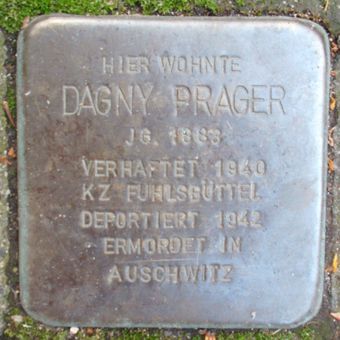 HIER WOHNTE
DAGNY PRAGER
JG. 1883
VERHAFTET 1940
KZ FUHLSBÜTTEL
DEPORTIERT 1942
ERMORDET IN
AUSCHWITZ